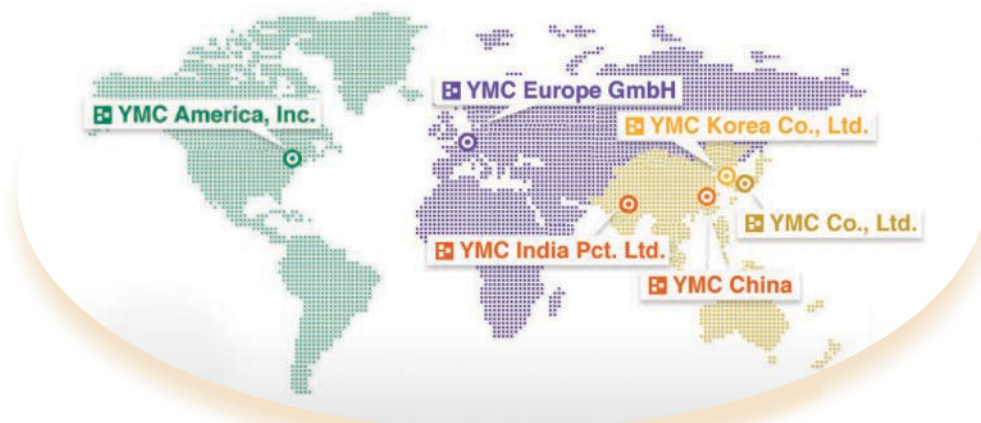 YMC Europe GmbH
YMC America, Inc.
YMC Korea Co., Ltd.
YMC Co., Ltd.
YMC India Pct. Ltd.
YMC China